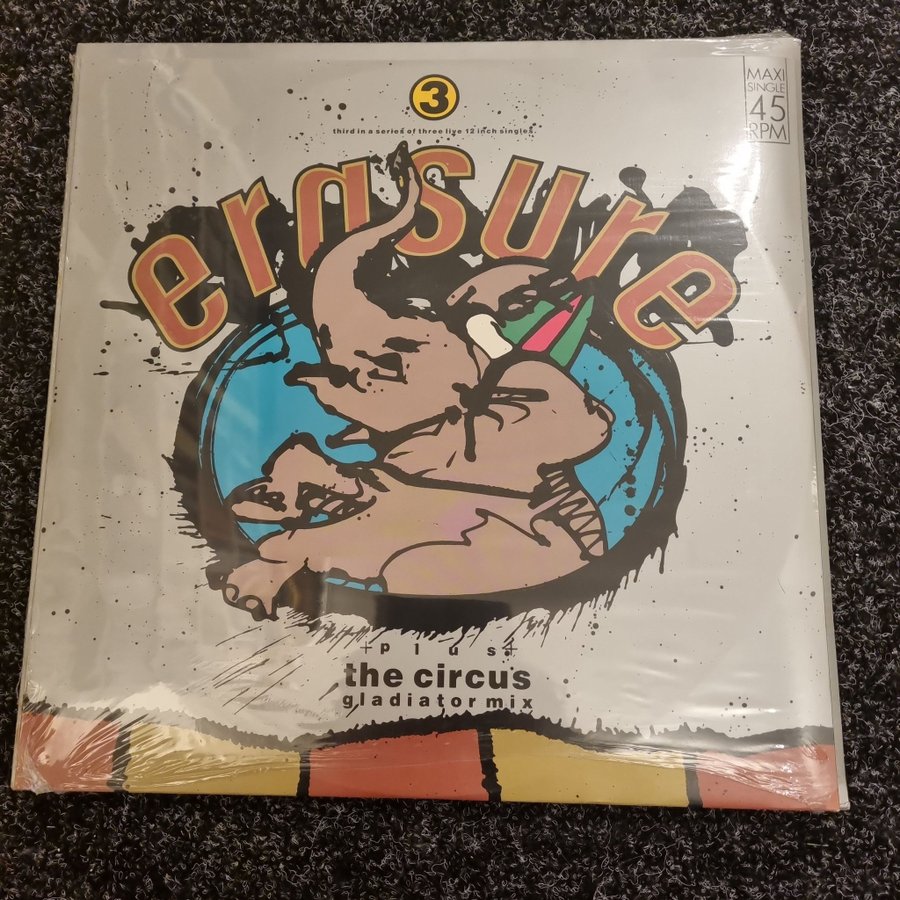 3
MAXI
SINGLE
45
RPM
third in a series of three live 12 inch singles.
erasure
+plus+
the circus
gladiator mix